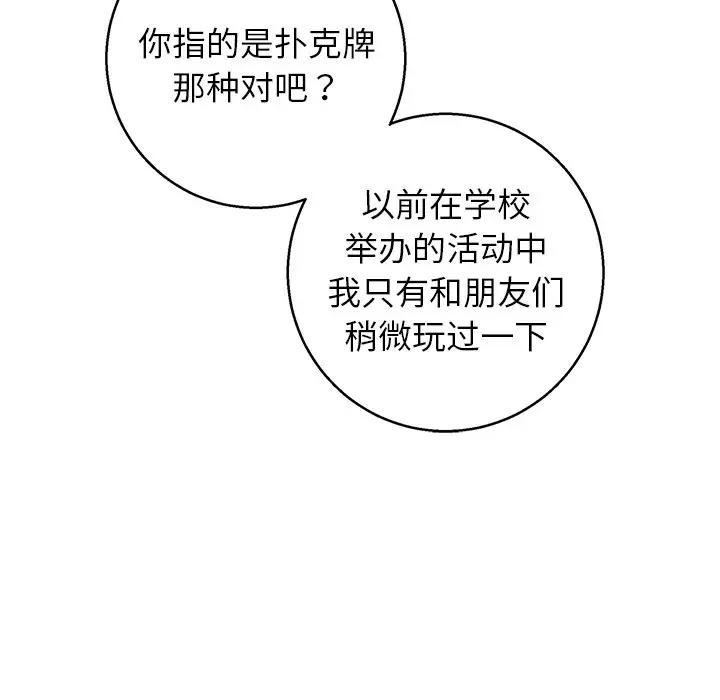 你指的是扑克牌
那种对吧？
以前在学校
举办的活动中
我只有和朋友们
稍微玩过一下